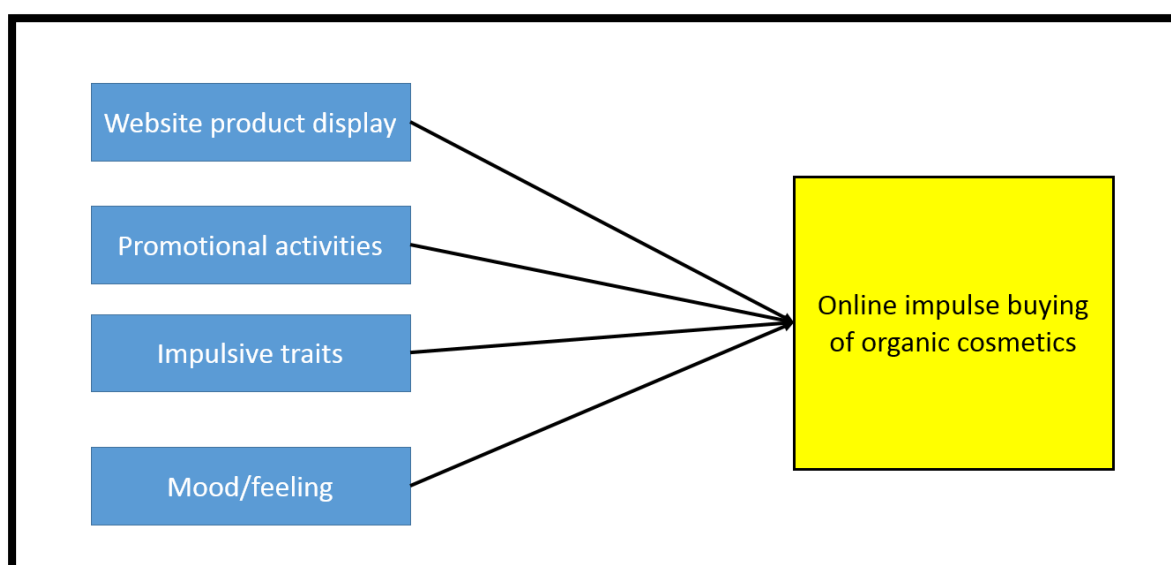 Website product display
Promotional activities
Impulsive traits
Mood/feeling
Online impulse buying
of organic cosmetics